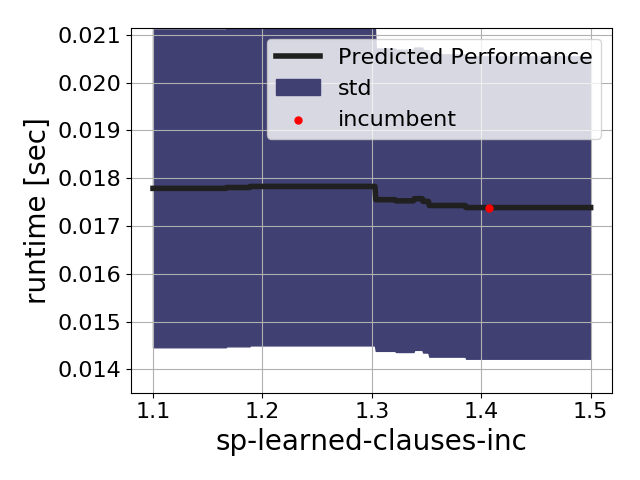 0.021
0.020
0.019
0.018
0.017
0.016
0.015
0.014
runtime [sec]
Predicted Performance
std
incumbent
1.1 1.2 1.3 1.4 1.5
sp-learned-clauses-inc